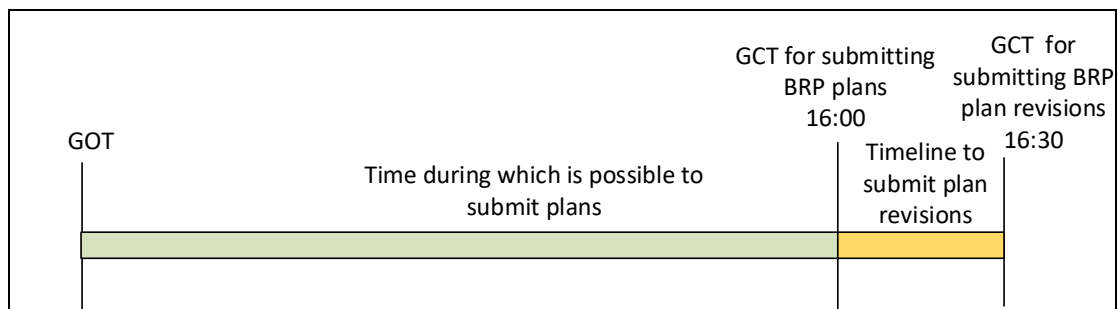 GOT
Time during which is possible to
submit plans
GCT for submitting
BRP plans
16:00
Timeline to
submit plan
revisions
GCT for
submitting BRP
plan revisions
16:30